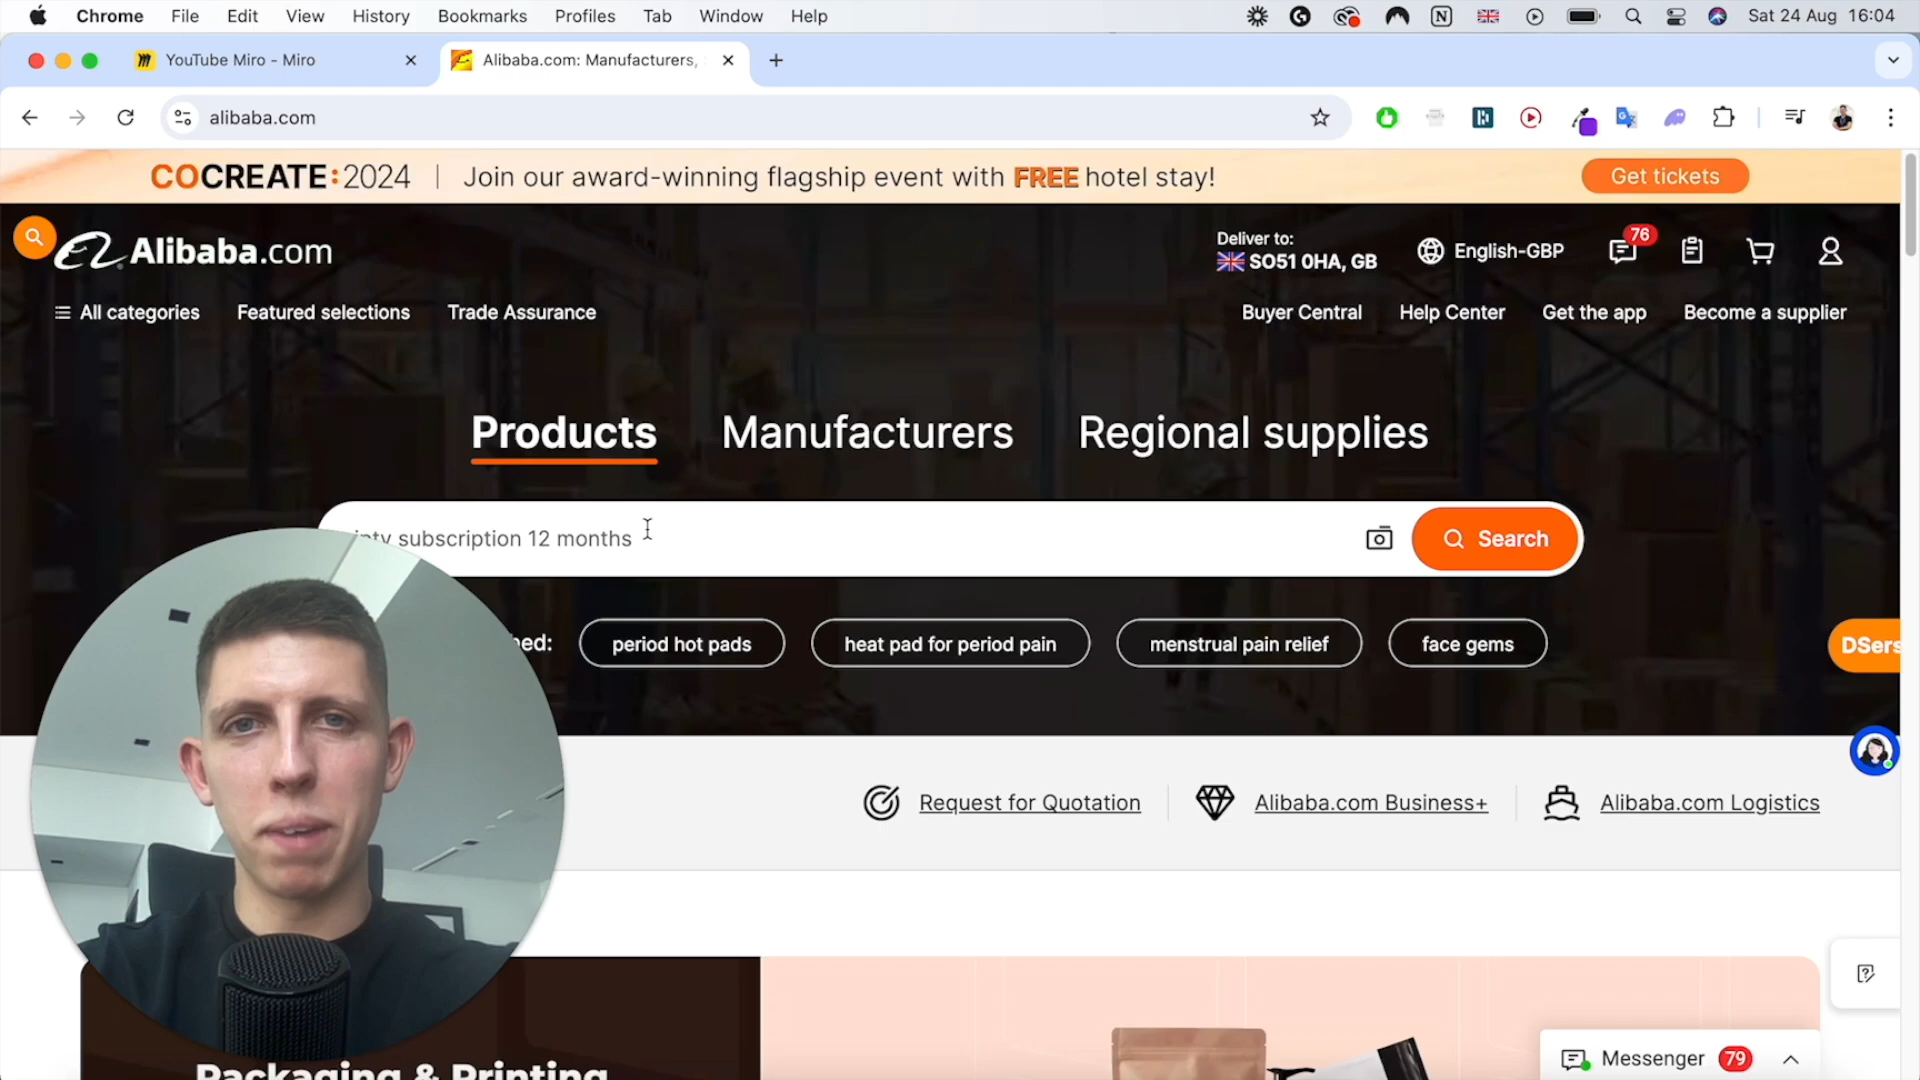 Chrome File Edit View History Bookmarks Profiles Tab Window Help Sat 24 Aug 16:04
YouTube Miro - Miro Alibaba.com: Manufacturers,
alibaba.com
COCREATE:2024 | Join our award-winning flagship event with FREE hotel stay! Get tickets
Alibaba.com Deliver to: SO51 0HA, GB English-GBP 76
All categories Featured selections Trade Assurance Buyer Central Help Center Get the app Become a supplier
Products Manufacturers Regional supplies
iptv subscription 12 months Search
period hot pads heat pad for period pain menstrual pain relief face gems DSers
Request for Quotation Alibaba.com Business+ Alibaba.com Logistics
Packaging & Printing
Messenger 79